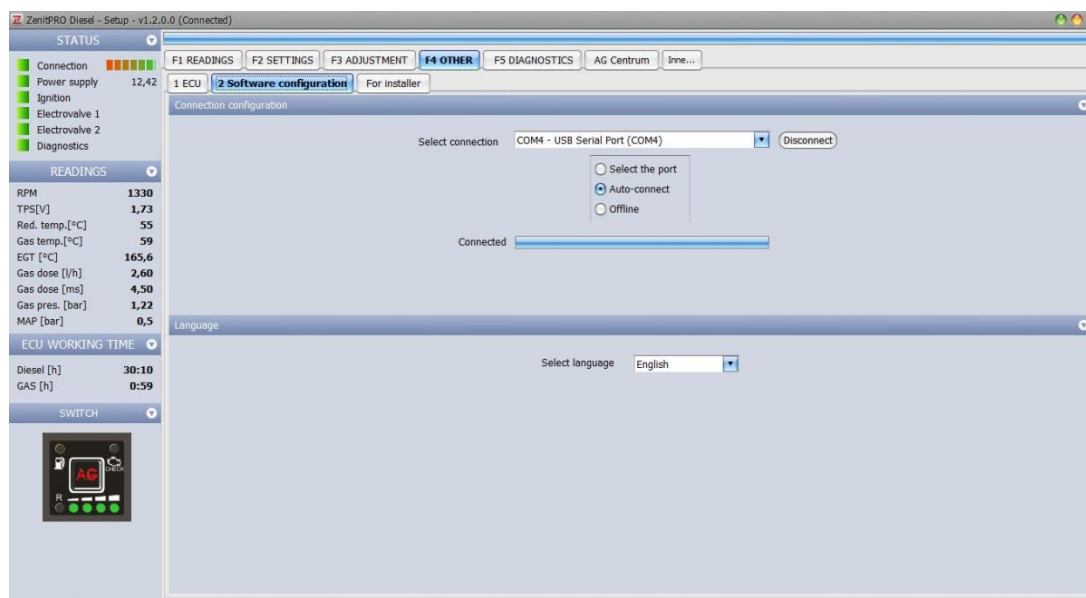 ZenitPRO Diesel - Setup - v1.2.0.0 (Connected)
STATUS
Connection
Power supply 12,42
Ignition
Electrovalve 1
Electrovalve 2
Diagnostics
READINGS
RPM 1330
TPS[V] 1,73
Red. temp.[°C] 55
Gas temp.[°C] 59
EGT [°C] 165,6
Gas dose [l/h] 2,60
Gas dose [ms] 4,50
Gas pres. [bar] 1,22
MAP [bar] 0,5
ECU WORKING TIME
Diesel [h] 30:10
GAS [h] 0:59
SWITCH
AG
CHECK
R
F1 READINGS F2 SETTINGS F3 ADJUSTMENT F4 OTHER F5 DIAGNOSTICS AG Centrum Inne...
1 ECU 2 Software configuration For installer
Connection configuration
Select connection COM4 - USB Serial Port (COM4) Disconnect
Select the port
Auto-connect
Offline
Connected
Language
Select language English